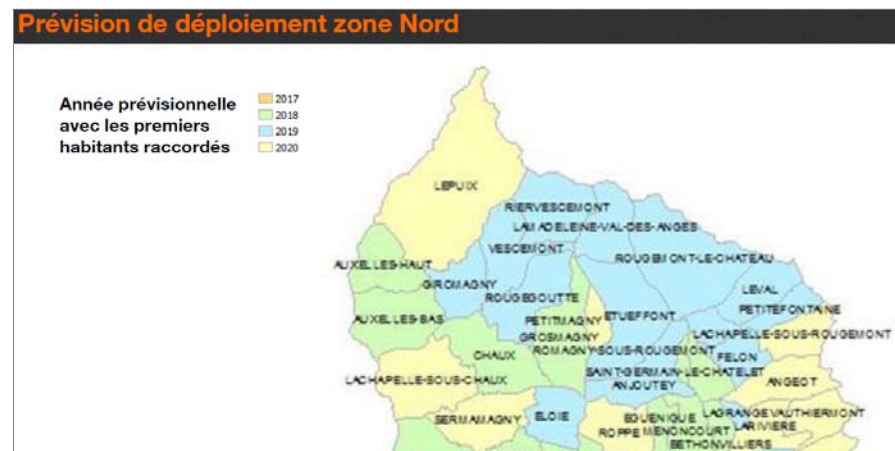 Prévision de déploiement zone Nord
Année prévisionnelle
avec les premiers
habitants raccordés
2017
2018
2019
2020
LEPUIX
RIERVESCEMONT
LAMADELEINE-VAL-DES-ANGES
VESCEMONT
ROUGEMONT-LE-CHATEAU
AUXELLES-HAUT
GIROMAGNY
LEVAL
ROUGEGOUTTE
PETITEFONTAINE
AUXELLES-BAS
PETITMAGNY
ETUEFFONT
GROSMAGNY
LACHAPELLE-SOUS-ROUGEMONT
CHAUX
ROMAGNY-SOUS-ROUGEMONT
FELON
SAINT-GERMAIN-LE-CHATELET
LACHAPELLE-SOUS-CHAUX
ANJOUTEY
ANGEOT
SERMAMAGNY
ELOIE
EGUENIGUE
LAGRANGE
VAUTHIERMONT
ROPPE
MENONCOURT
LARIVIERE
BETHONVILLIERS